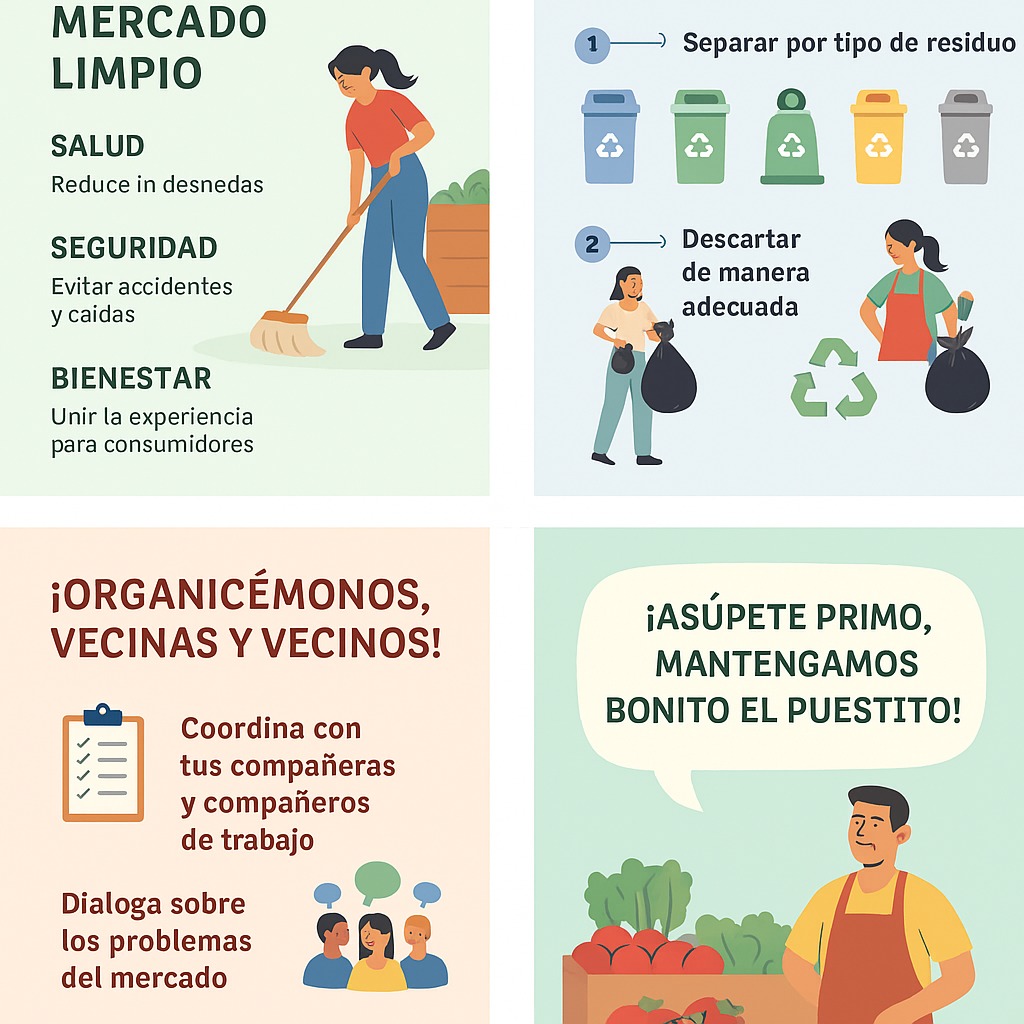 MERCADO
LIMPIO
SALUD
Reduce in desnedas
SEGURIDAD
Evitar accidentes
y caidas
BIENESTAR
Unir la experiencia
para consumidores
1
Separar por tipo de residuo
2
Descartar
de manera
adecuada
¡ORGANICÉMONOS,
VECINAS Y VECINOS!
Coordina con
tus compañeras
y compañeros
de trabajo
Dialoga sobre
los problemas
del mercado
¡ASÚPETE PRIMO,
MANTENGAMOS
BONITO EL PUESTITO!